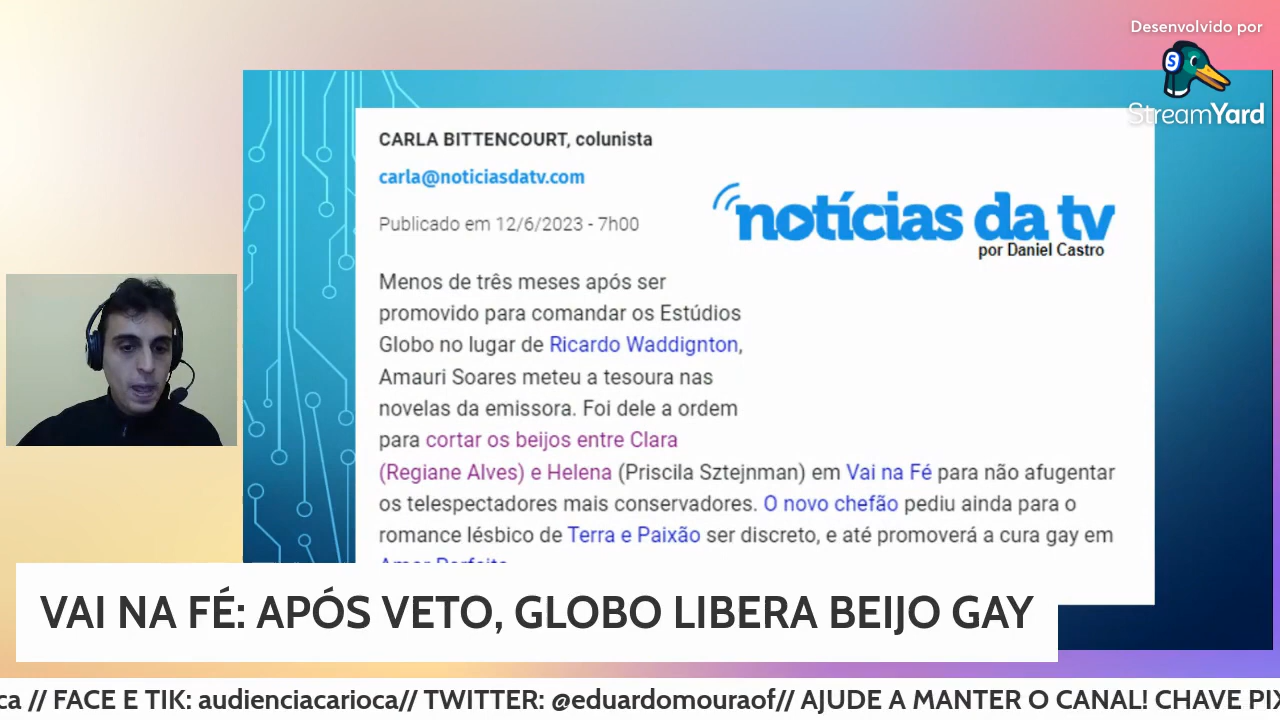 Desenvolvido por
StreamYard
CARLA BITTENCOURT, colunista
carla@noticiasdatv.com
Publicado em 12/6/2023 - 7h00
notícias da tv
por Daniel Castro
Menos de três meses após ser
promovido para comandar os Estúdios
Globo no lugar de Ricardo Waddignton,
Amauri Soares meteu a tesoura nas
novelas da emissora. Foi dele a ordem
para cortar os beijos entre Clara
(Regiane Alves) e Helena (Priscila Sztejnman) em Vai na Fé para não afugentar
os telespectadores mais conservadores. O novo chefão pediu ainda para o
romance lésbico de Terra e Paixão ser discreto, e até promoverá a cura gay em
VAI NA FÉ: APÓS VETO, GLOBO LIBERA BEIJO GAY
ca // FACE E TIK: audienciacarioca// TWITTER: @eduardomouraof// AJUDE A MANTER O CANAL! CHAVE PIX